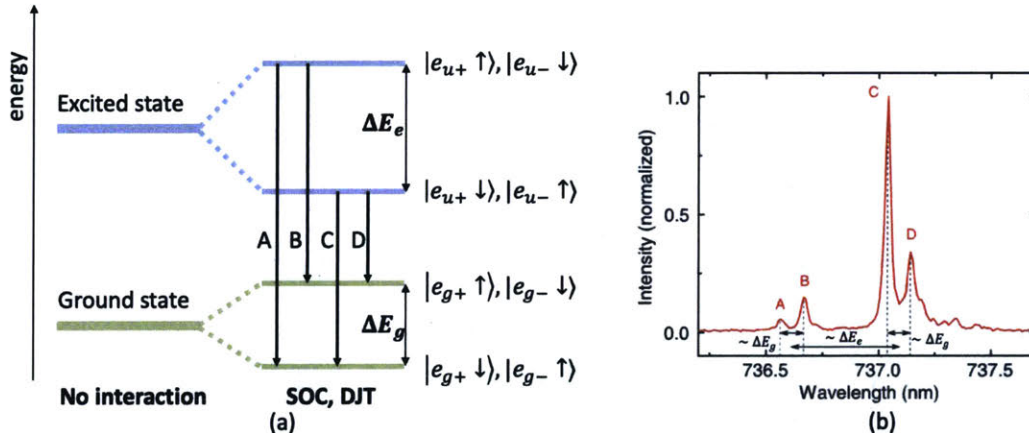 energy
Excited state
Ground state
No interaction
SOC, DJT
(a)
|e_{u+} ↑⟩, |e_{u−} ↓⟩
ΔE_e
|e_{u+} ↓⟩, |e_{u−} ↑⟩
A B C D
|e_{g+} ↑⟩, |e_{g−} ↓⟩
ΔE_g
|e_{g+} ↓⟩, |e_{g−} ↑⟩
Intensity (normalized)
1.0
0.5
0.0
C
D
B
A
~ ΔE_g
~ ΔE_e
~ ΔE_g
736.5 737.0 737.5
Wavelength (nm)
(b)